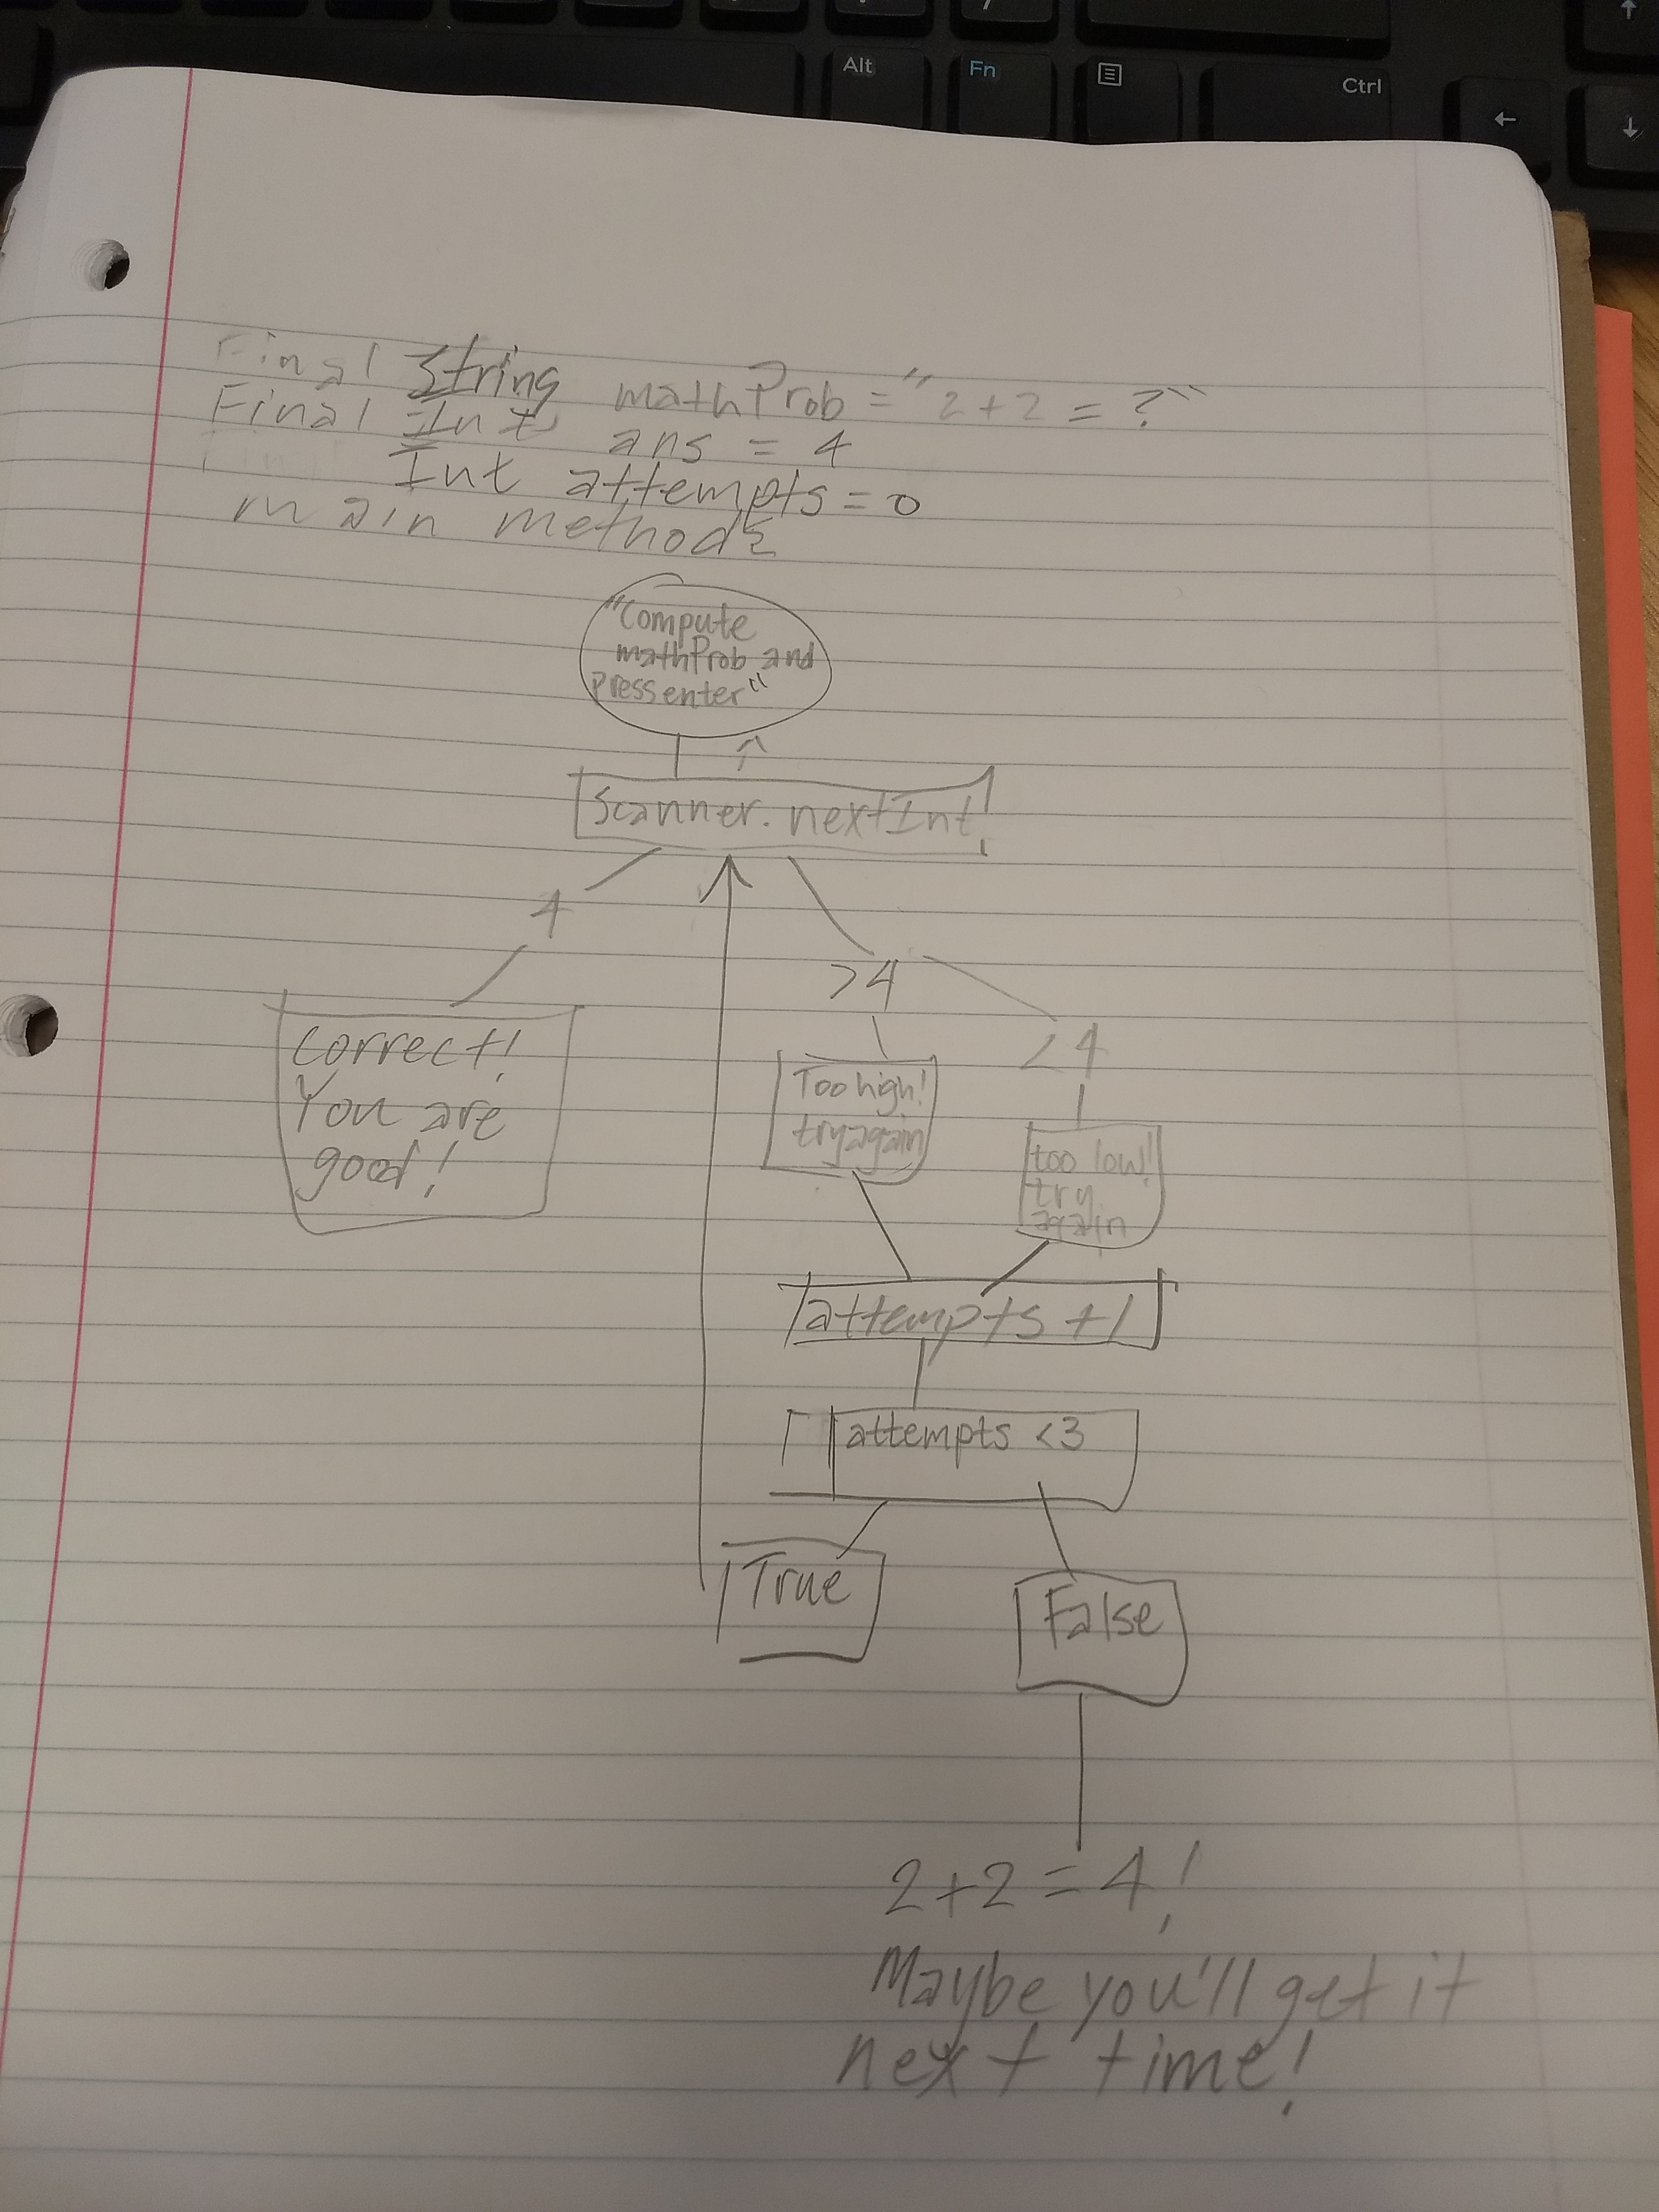 Alt
Fn
Ctrl
Final String mathProb = "2+2 = ?"
Final Int ans = 4
Int attempts = 0
main method {
"Compute
mathProb and
press enter"
Scanner. nextInt
4
>4
<4
Correct!
You are
good!
Too high!
try again
too low!
try
again
attempts +1
attempts <3
True
False
2+2=4!
Maybe you'll get it
next time!